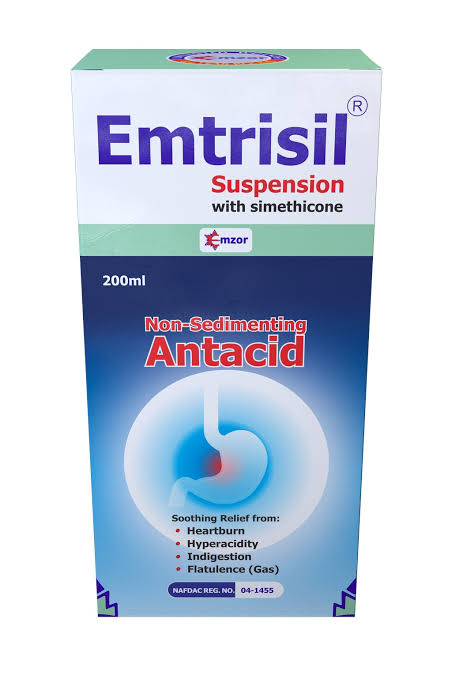 Emzor
Emtrisil®
Suspension
with simethicone
Emzor
200ml
Non-Sedimenting
Antacid
Soothing Relief from:
• Heartburn
• Hyperacidity
• Indigestion
• Flatulence (Gas)
NAFDAC REG. NO. 04-1455